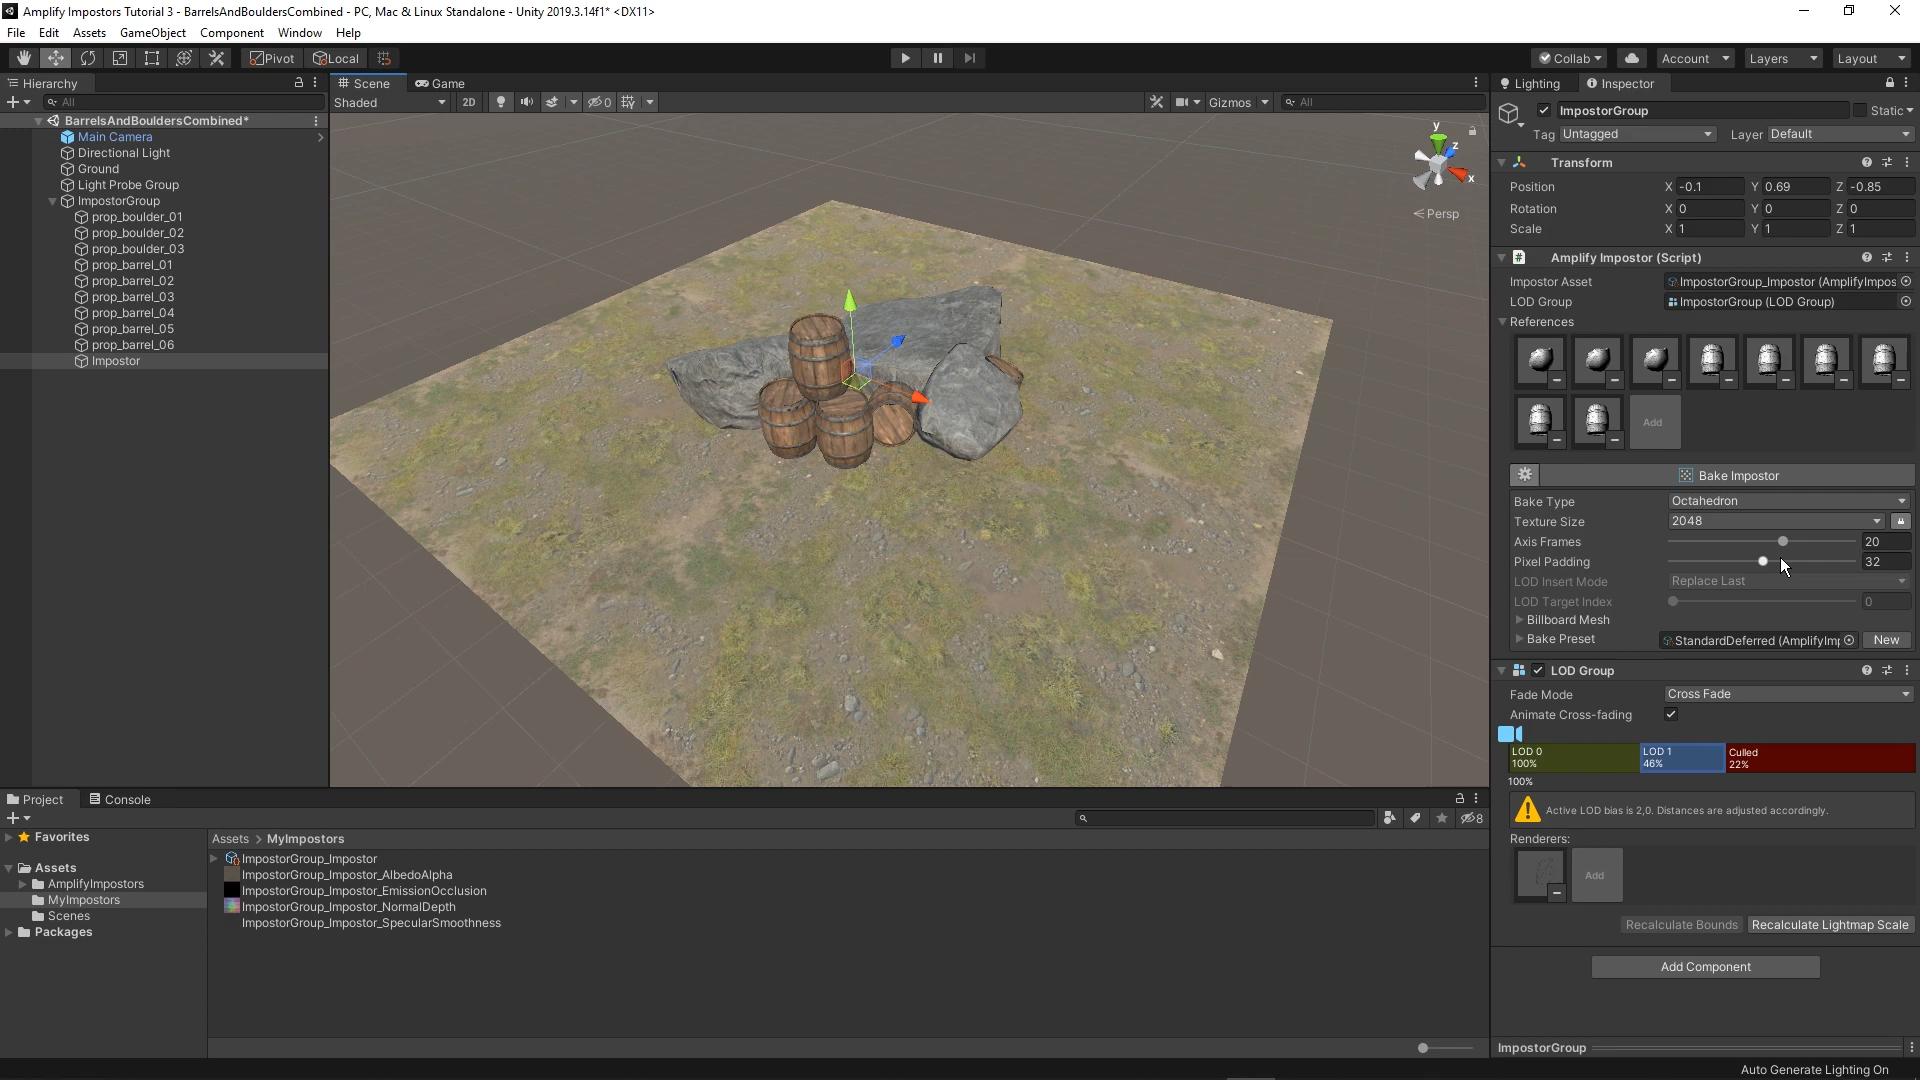 Amplify Impostors Tutorial 3 - BarrelsAndBouldersCombined - PC, Mac & Linux Standalone - Unity 2019.3.14f1* <DX11>
File Edit Assets GameObject Component Window Help
Pivot Local Collab Account Layers Layout
Hierarchy
All
BarrelsAndBouldersCombined*
Main Camera
Directional Light
Ground
Light Probe Group
ImpostorGroup
prop_boulder_01
prop_boulder_02
prop_boulder_03
prop_barrel_01
prop_barrel_02
prop_barrel_03
prop_barrel_04
prop_barrel_05
prop_barrel_06
Impostor
Scene Game
Shaded 2D 0 Gizmos All
y
z
x
Persp
Lighting Inspector
ImpostorGroup Static
Tag Untagged Layer Default
Transform
Position X -0.1 Y 0.69 Z -0.85
Rotation X 0 Y 0 Z 0
Scale X 1 Y 1 Z 1
# Amplify Impostor (Script)
Impostor Asset ImpostorGroup_Impostor (AmplifyImpos
LOD Group ImpostorGroup (LOD Group)
References
Add
Bake Impostor
Bake Type Octahedron
Texture Size 2048
Axis Frames 20
Pixel Padding 32
LOD Insert Mode Replace Last
LOD Target Index 0
Billboard Mesh
Bake Preset StandardDeferred (AmplifyImp New
LOD Group
Fade Mode Cross Fade
Animate Cross-fading
LOD 0 LOD 1 Culled
100% 46% 22%
100%
Active LOD bias is 2,0. Distances are adjusted accordingly.
Renderers:
Add
Recalculate Bounds Recalculate Lightmap Scale
Add Component
ImpostorGroup
Project Console
8
Favorites
Assets
AmplifyImpostors
MyImpostors
Scenes
Packages
Assets > MyImpostors
ImpostorGroup_Impostor
ImpostorGroup_Impostor_AlbedoAlpha
ImpostorGroup_Impostor_EmissionOcclusion
ImpostorGroup_Impostor_NormalDepth
ImpostorGroup_Impostor_SpecularSmoothness
Auto Generate Lighting On